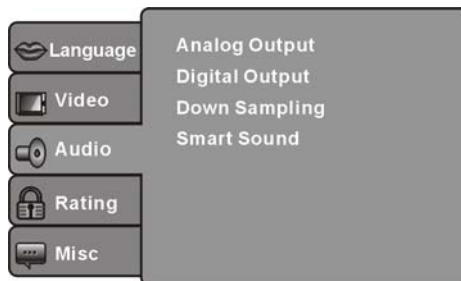 Language
Video
Audio
Rating
Misc
Analog Output
Digital Output
Down Sampling
Smart Sound